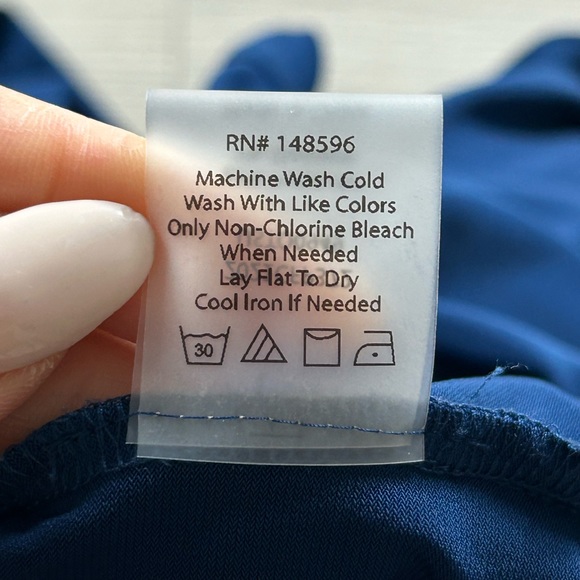 RN# 148596
Machine Wash Cold
Wash With Like Colors
Only Non-Chlorine Bleach
When Needed
Lay Flat To Dry
Cool Iron If Needed
30